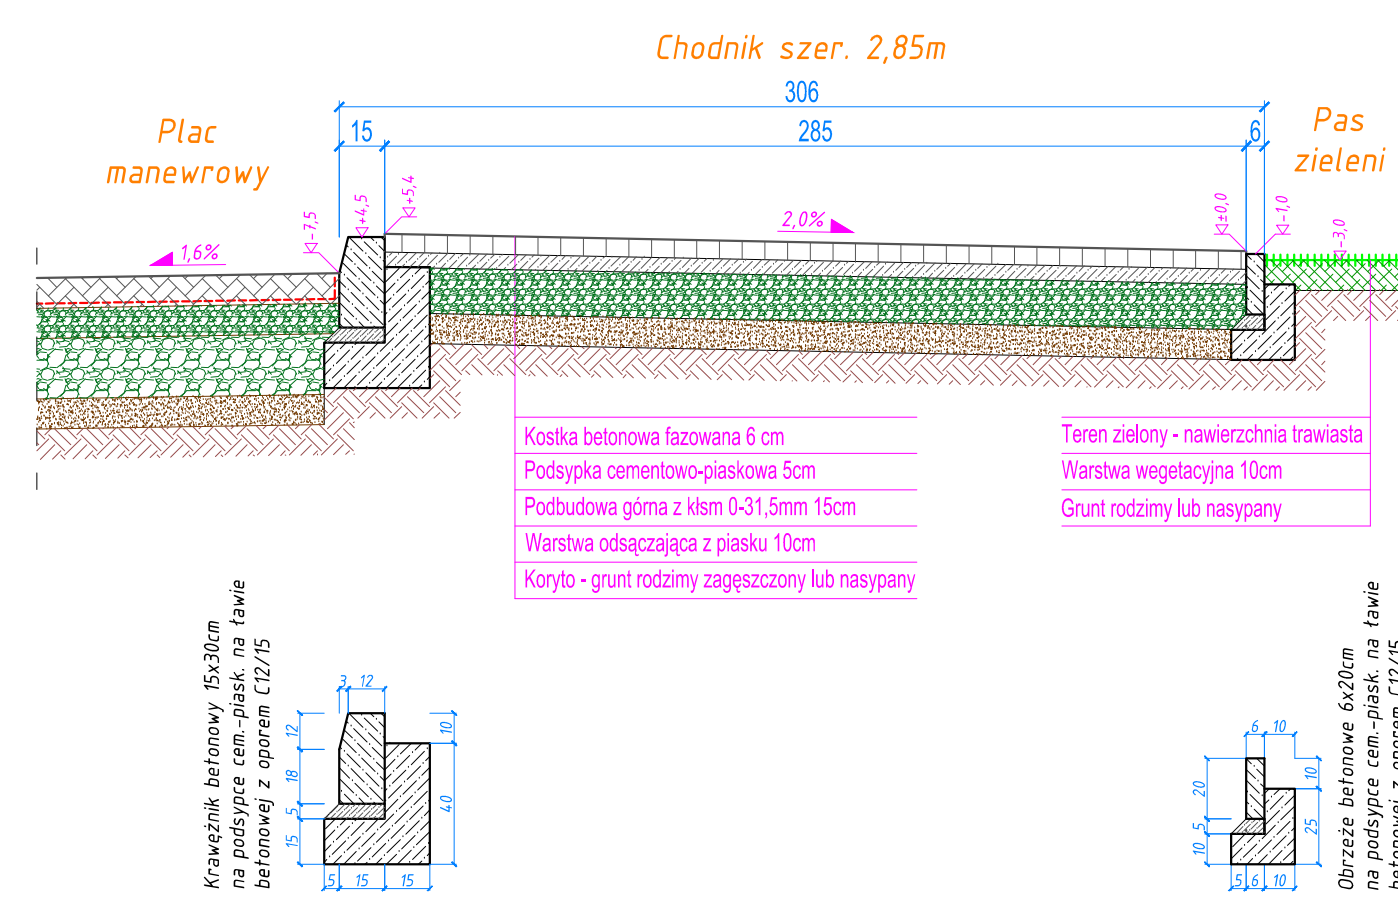 Chodnik szer. 2,85m
306
15
285
6
Plac
manewrowy
Pas
zieleni
-7,5
+4,5
+5,4
±0,0
-1,0
-3,0
1,6%
2,0%
Kostka betonowa fazowana 6 cm
Podsypka cementowo-piaskowa 5cm
Podbudowa górna z kłsm 0-31,5mm 15cm
Warstwa odsączająca z piasku 10cm
Koryto - grunt rodzimy zagęszczony lub nasypany
Teren zielony - nawierzchnia trawiasta
Warstwa wegetacyjna 10cm
Grunt rodzimy lub nasypany
Krawężnik betonowy 15x30cm
na podsypce cem.-piask. na ławie
betonowej z oporem C12/15
3
12
12
18
5
15
10
40
5
15
15
Obrzeże betonowe 6x20cm
na podsypce cem.-piask. na ławie
betonowej z oporem C12/15
6
10
20
5
10
10
25
5
6
10